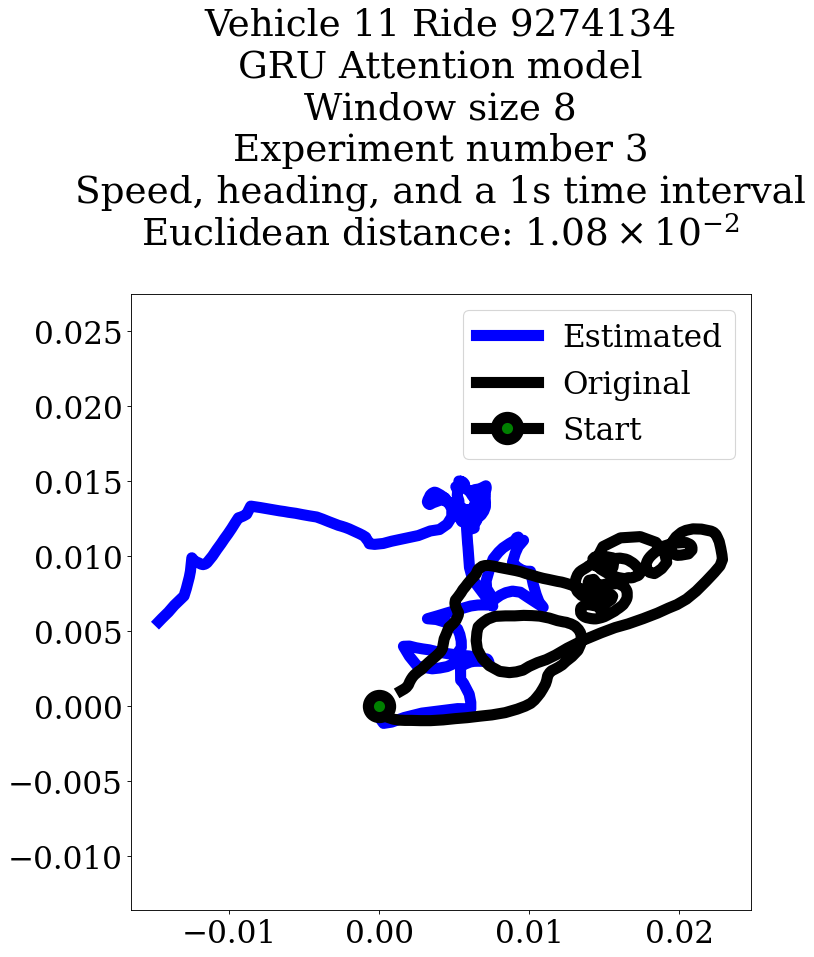 Vehicle 11 Ride 9274134
GRU Attention model
Window size 8
Experiment number 3
Speed, heading, and a 1s time interval
Euclidean distance: 1.08 × 10⁻²
Estimated
Original
Start
0.025
0.020
0.015
0.010
0.005
0.000
−0.005
−0.010
−0.01 0.00 0.01 0.02